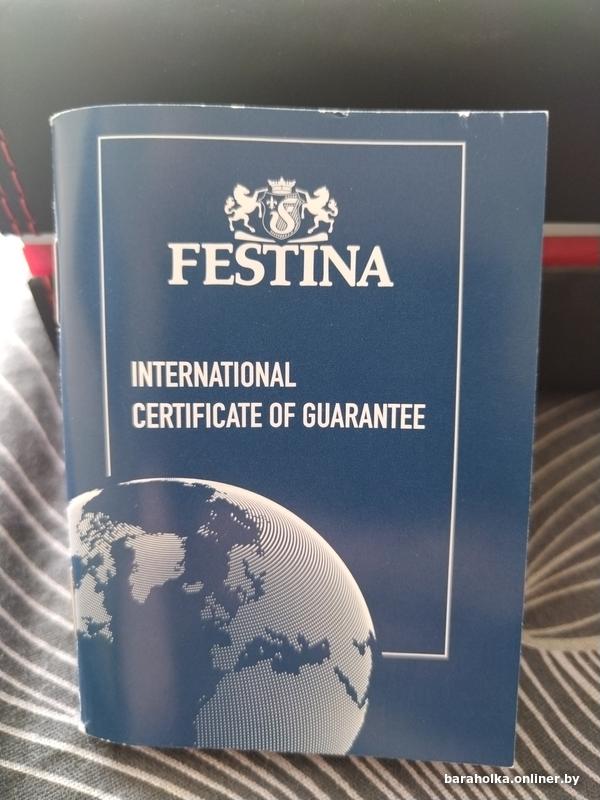 FESTINA
INTERNATIONAL
CERTIFICATE OF GUARANTEE
baraholka.onliner.by